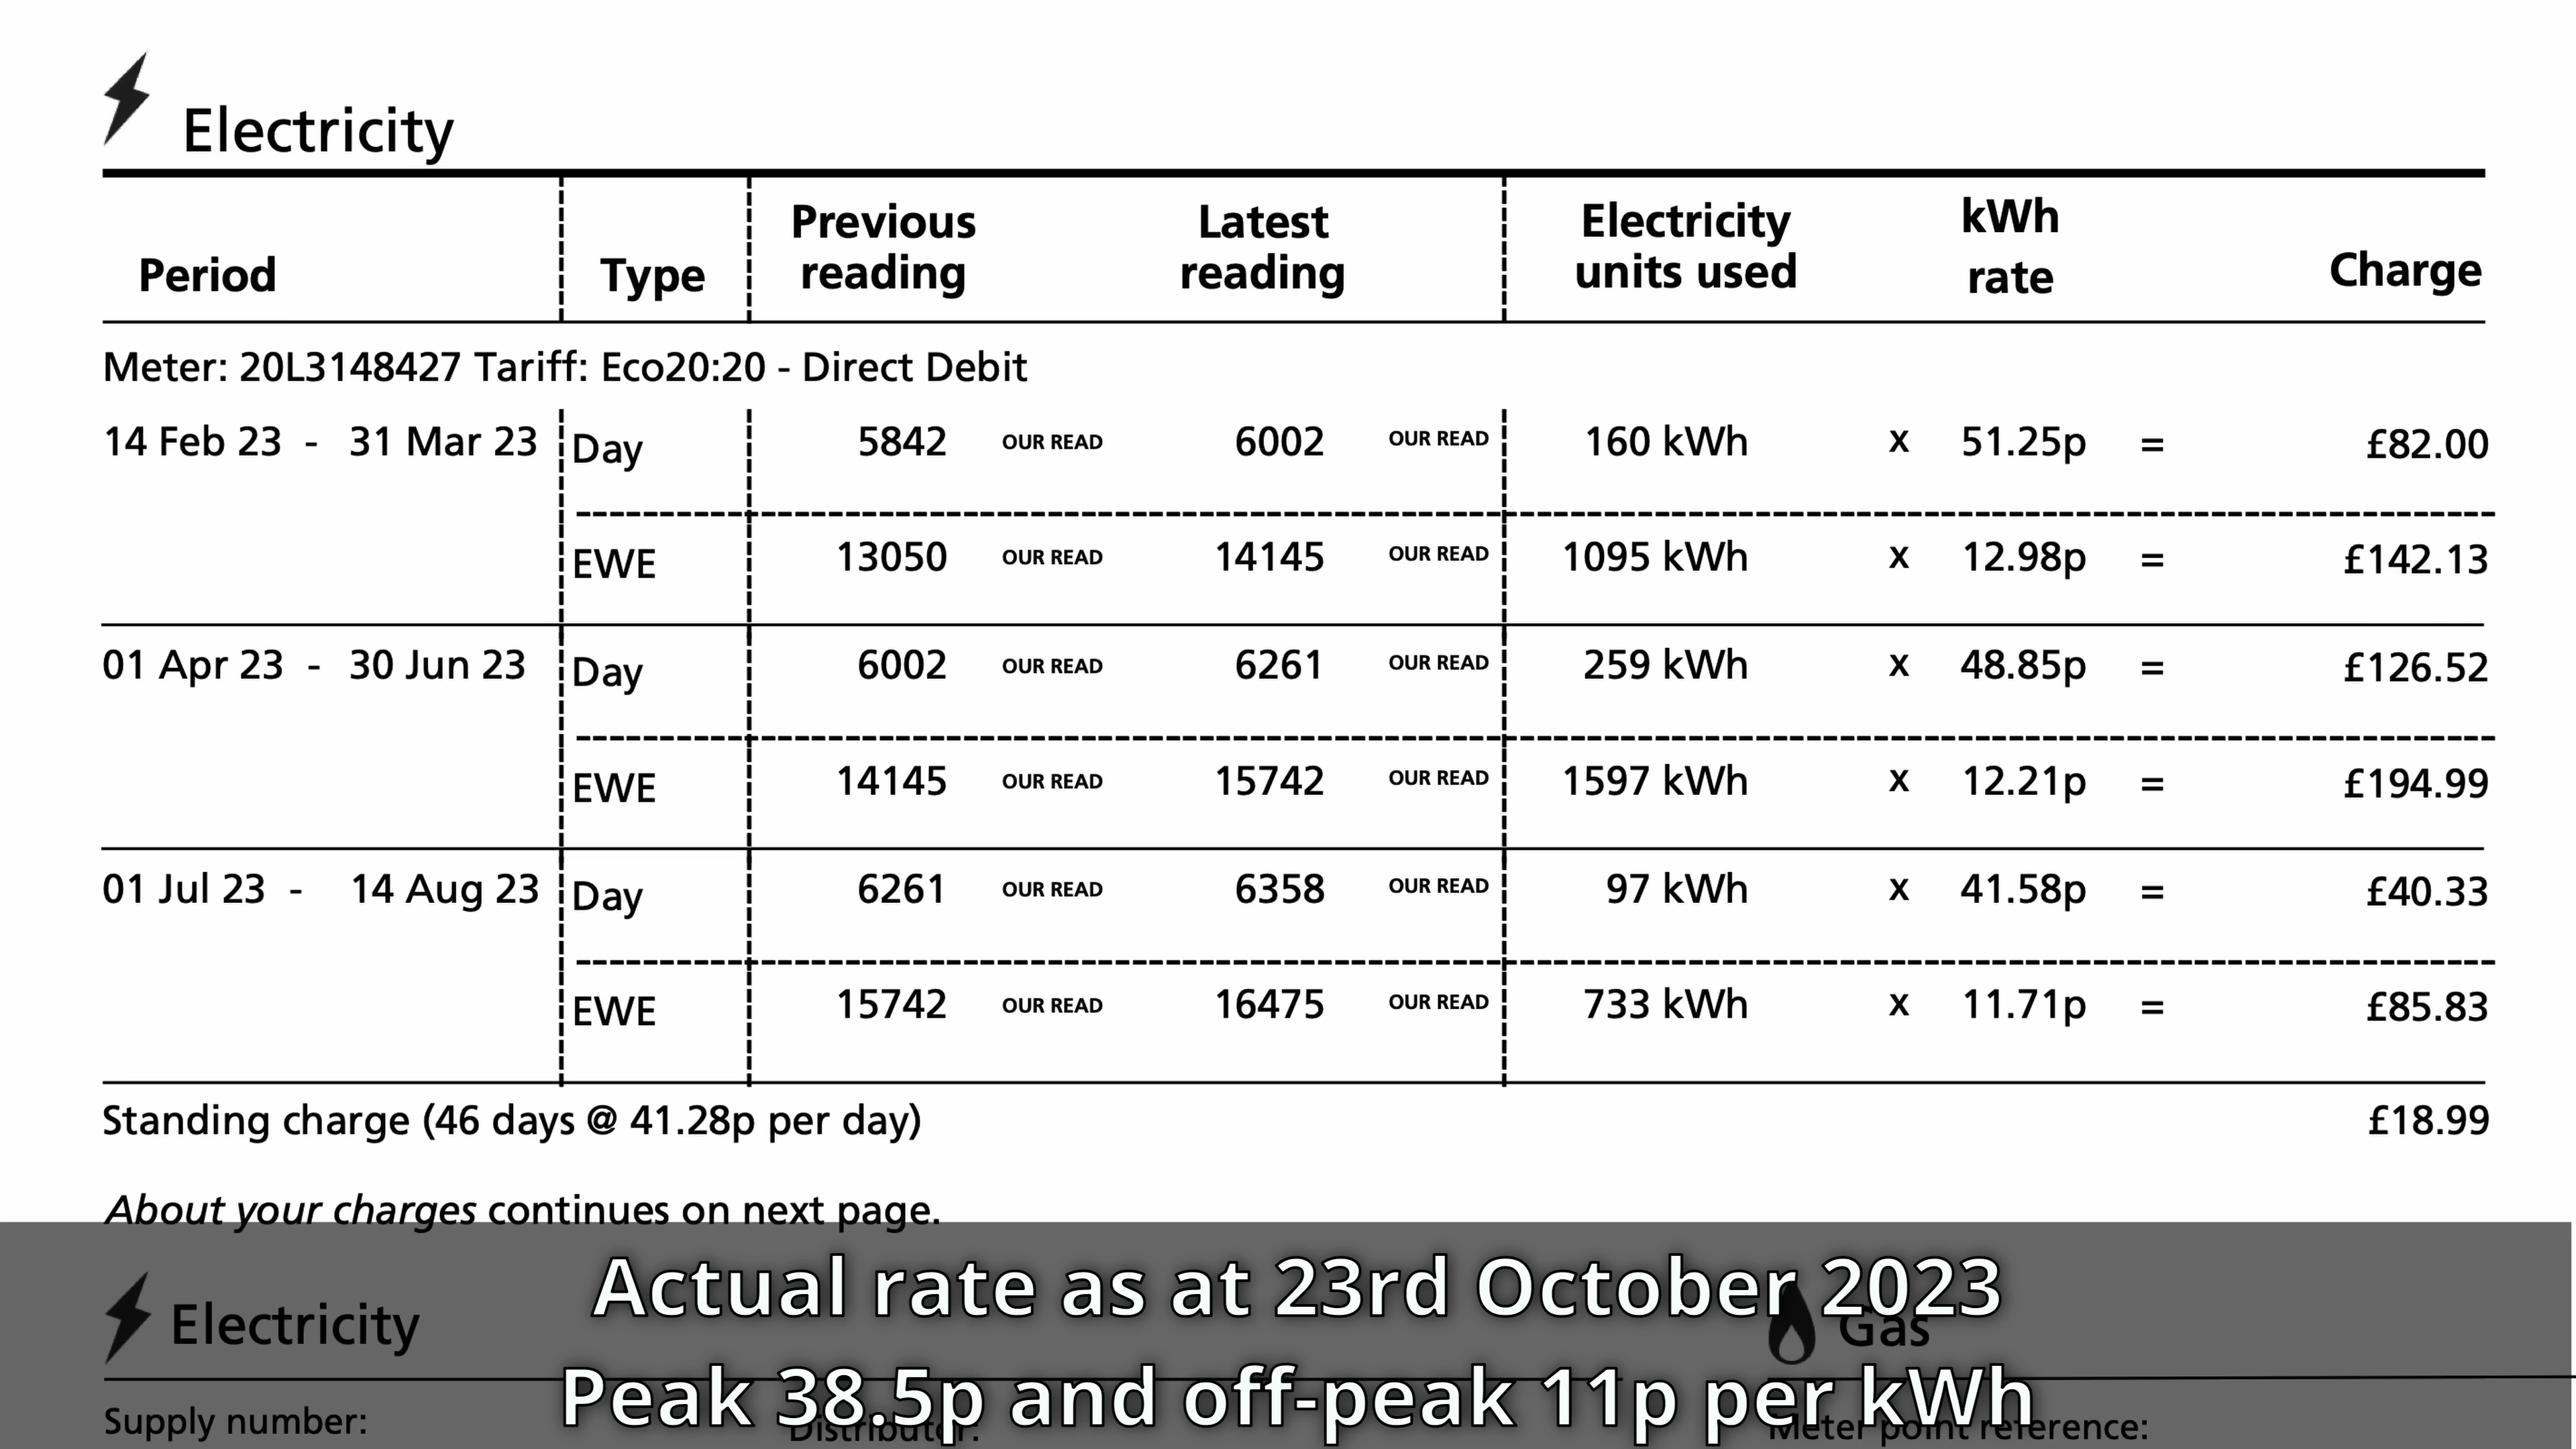 Electricity
Period Type Previous reading Latest reading Electricity units used kWh rate Charge
Meter: 20L3148427 Tariff: Eco20:20 - Direct Debit
14 Feb 23 - 31 Mar 23 Day 5842 OUR READ 6002 OUR READ 160 kWh x 51.25p = £82.00
EWE 13050 OUR READ 14145 OUR READ 1095 kWh x 12.98p = £142.13
01 Apr 23 - 30 Jun 23 Day 6002 OUR READ 6261 OUR READ 259 kWh x 48.85p = £126.52
EWE 14145 OUR READ 15742 OUR READ 1597 kWh x 12.21p = £194.99
01 Jul 23 - 14 Aug 23 Day 6261 OUR READ 6358 OUR READ 97 kWh x 41.58p = £40.33
EWE 15742 OUR READ 16475 OUR READ 733 kWh x 11.71p = £85.83
Standing charge (46 days @ 41.28p per day) £18.99
About your charges continues on next page.
Actual rate as at 23rd October 2023
Electricity Gas
Peak 38.5p and off-peak 11p per kWh
Supply number: Distributor: Meter point reference: